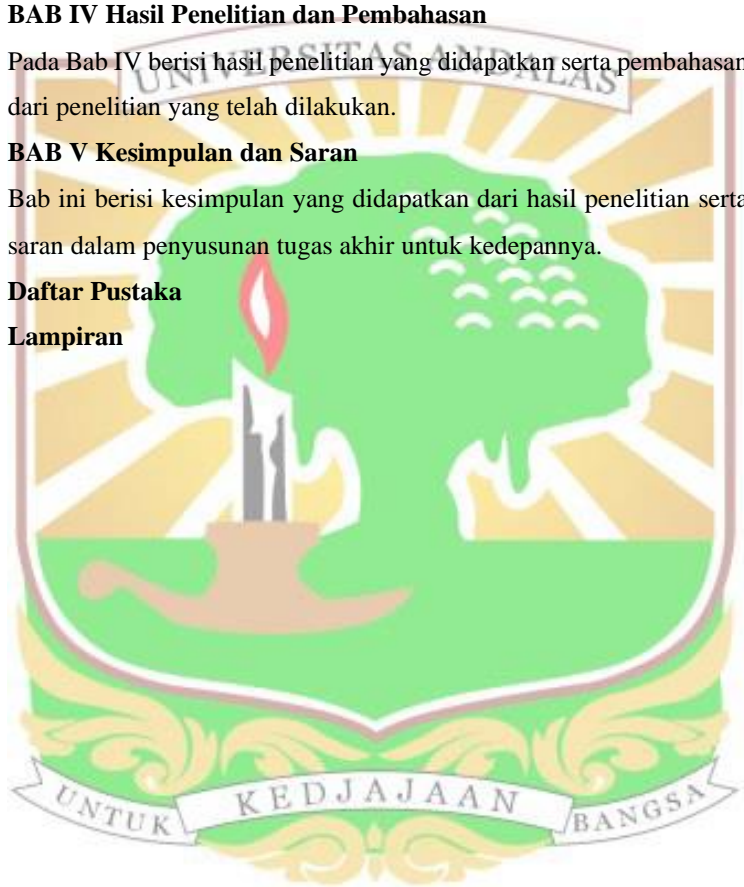 BAB IV Hasil Penelitian dan Pembahasan
UNIVERSITAS ANDALAS
Pada Bab IV berisi hasil penelitian yang didapatkan serta pembahasan
dari penelitian yang telah dilakukan.
BAB V Kesimpulan dan Saran
Bab ini berisi kesimpulan yang didapatkan dari hasil penelitian serta
saran dalam penyusunan tugas akhir untuk kedepannya.
Daftar Pustaka
Lampiran
UNTUK KEDJAJAAN BANGSA